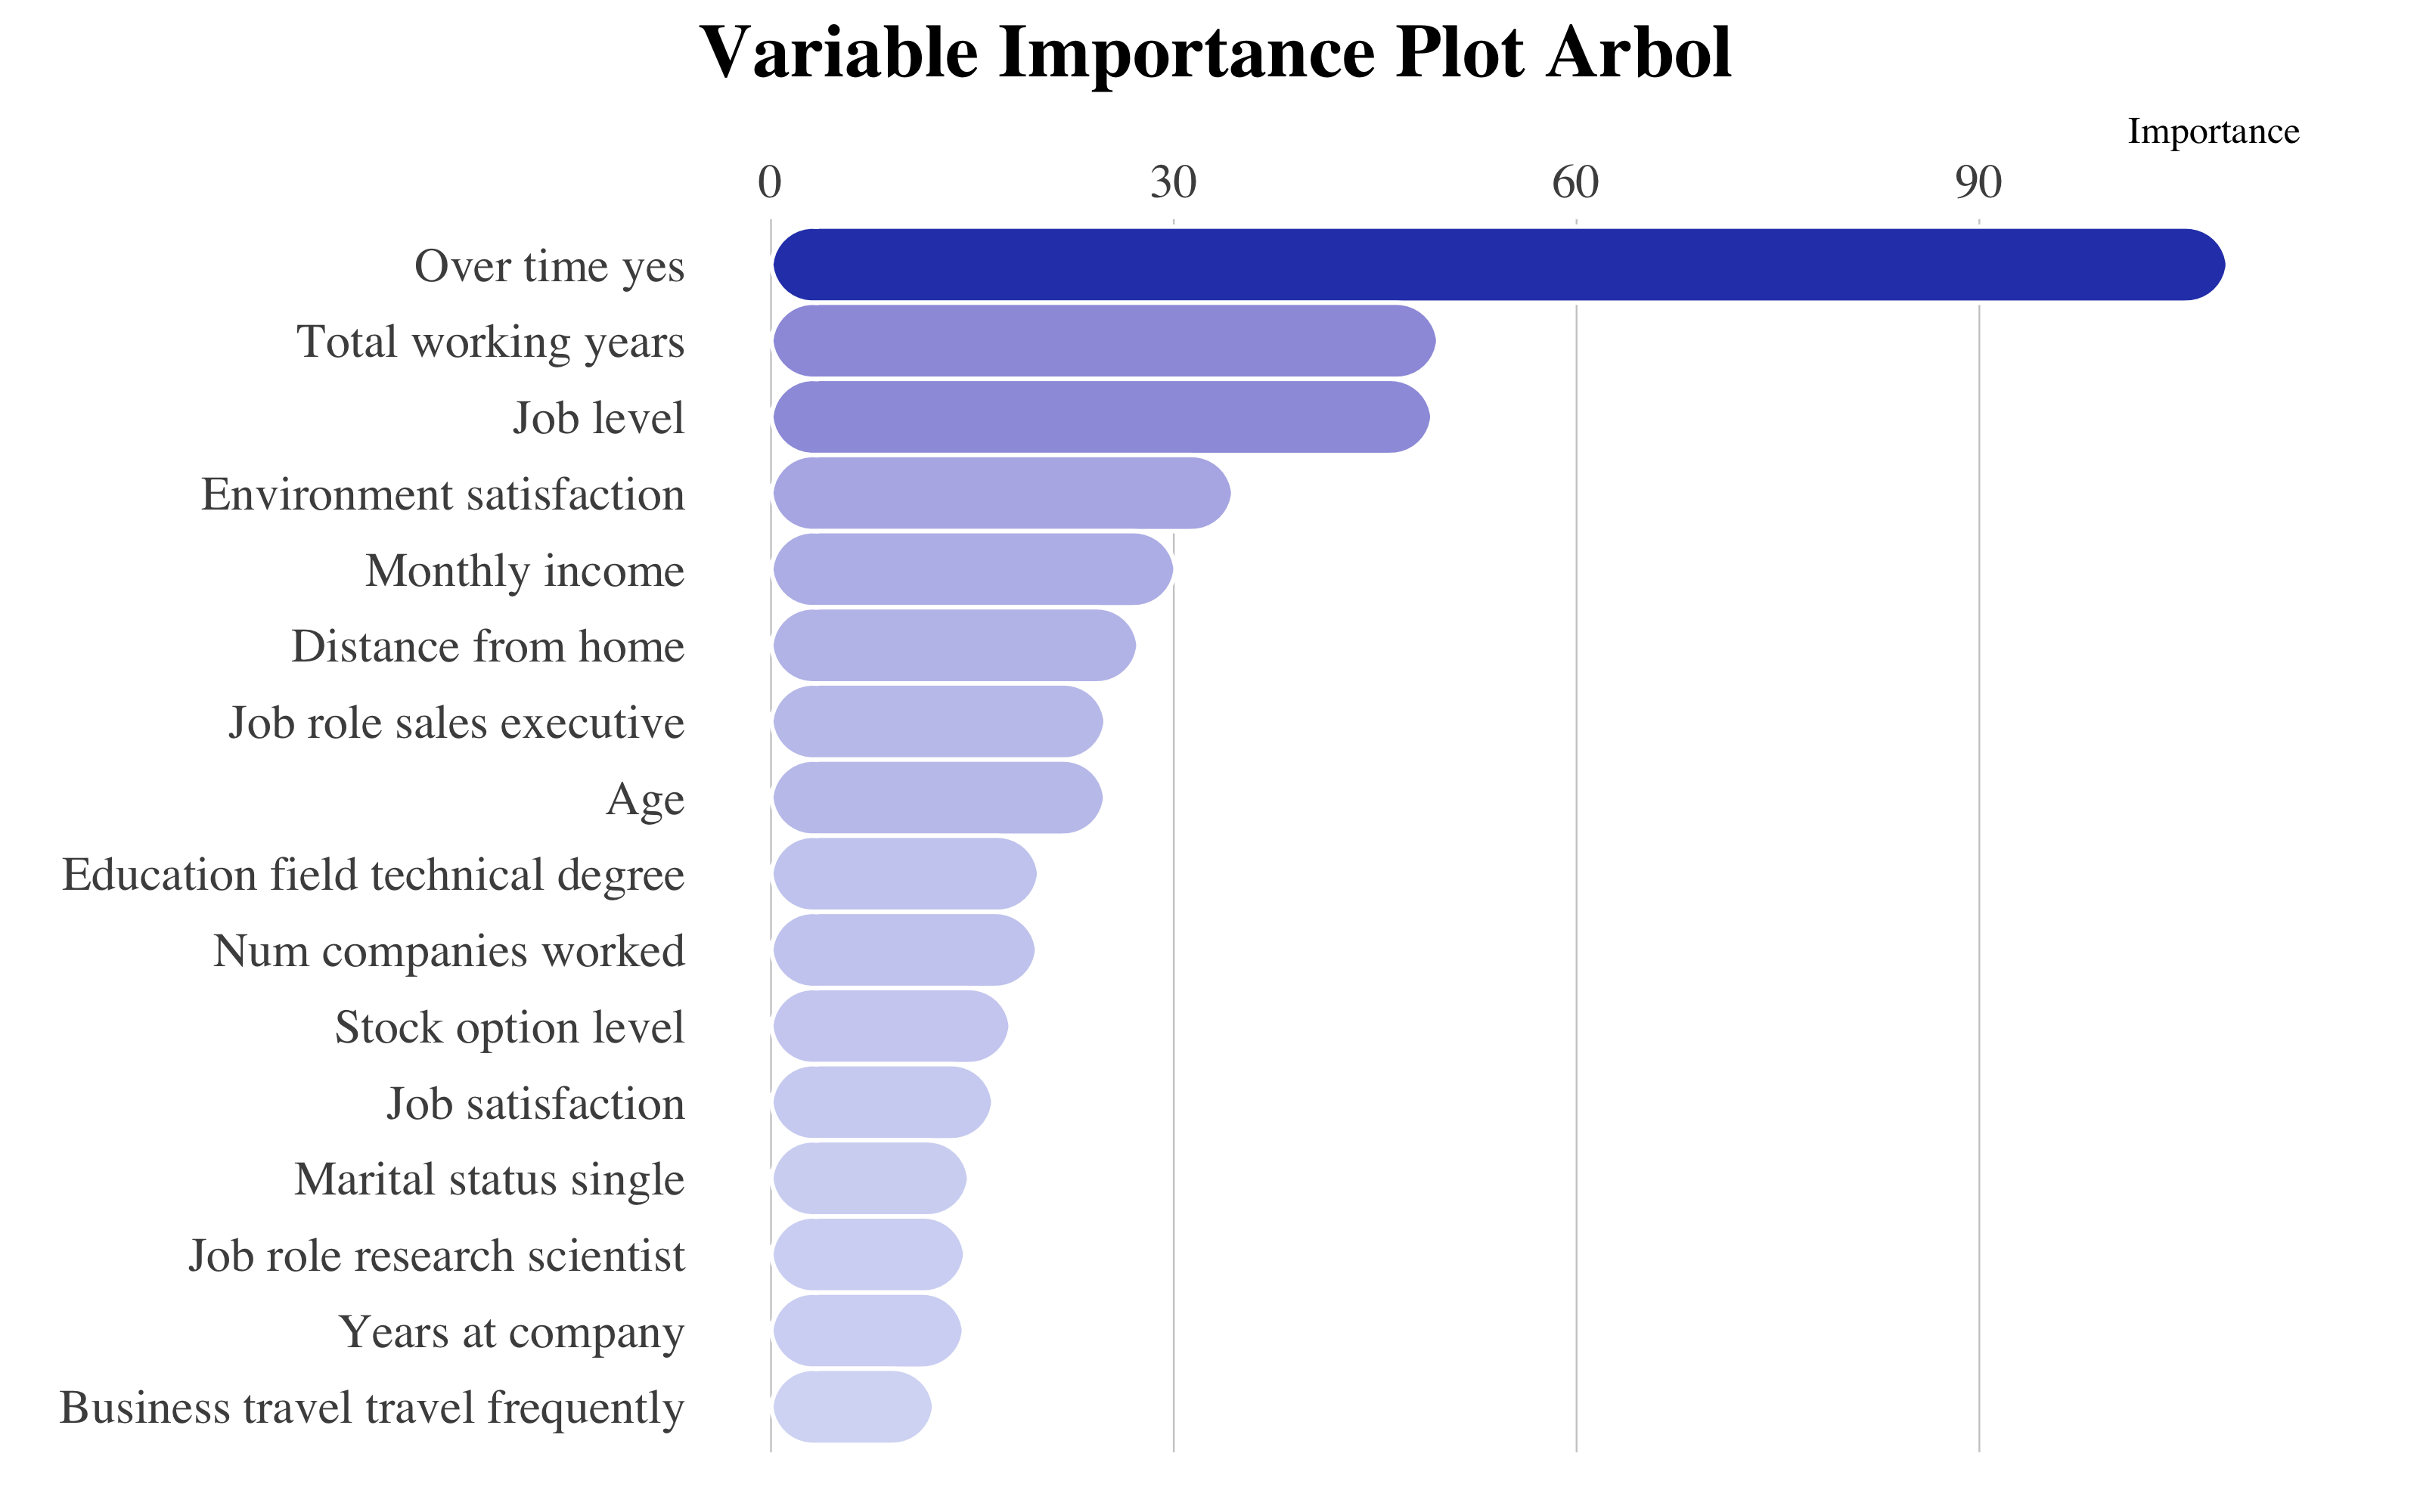 Variable Importance Plot Arbol
Importance
0 30 60 90
Over time yes
Total working years
Job level
Environment satisfaction
Monthly income
Distance from home
Job role sales executive
Age
Education field technical degree
Num companies worked
Stock option level
Job satisfaction
Marital status single
Job role research scientist
Years at company
Business travel travel frequently